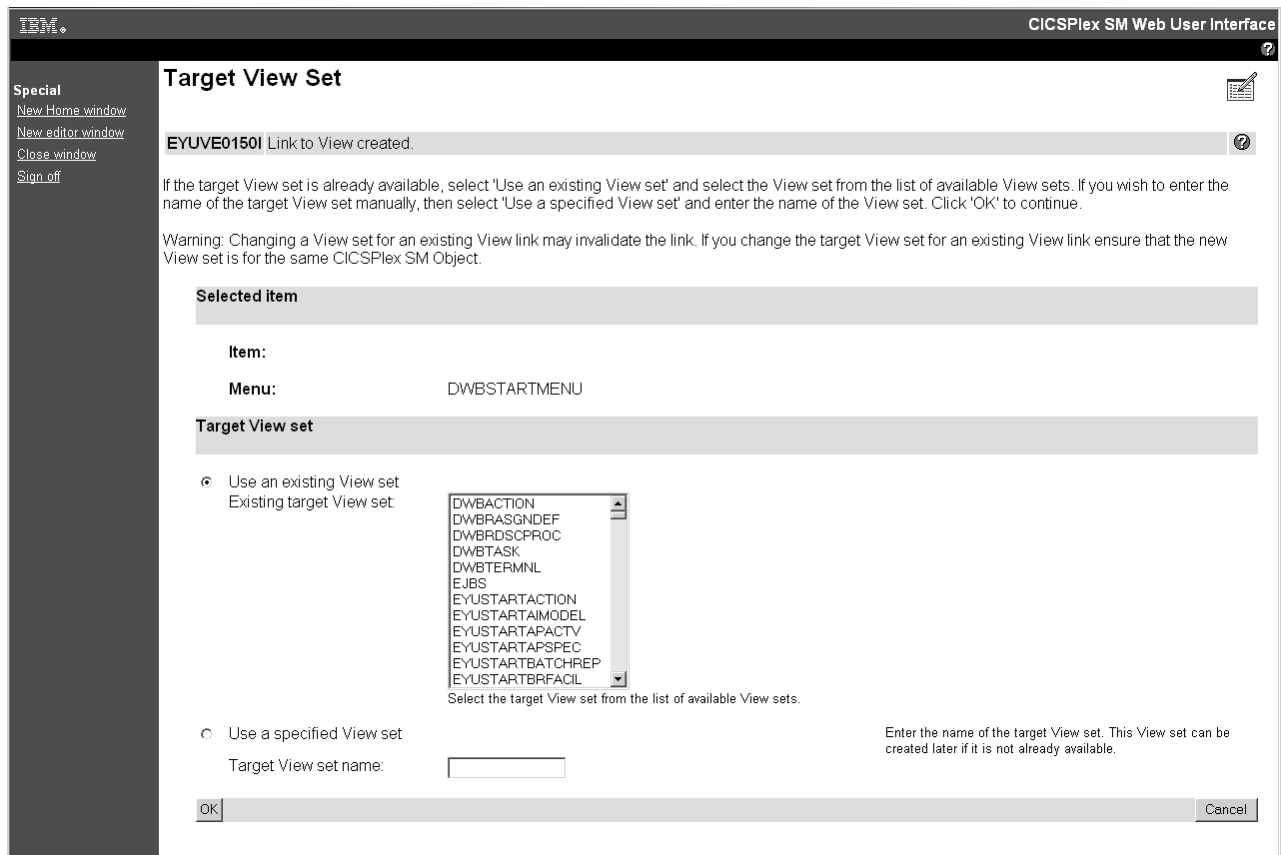 IBM.
CICSPlex SM Web User Interface
?
Special
New Home window
New editor window
Close window
Sign off
Target View Set
EYUVE0150I Link to View created.
?
If the target View set is already available, select 'Use an existing View set' and select the View set from the list of available View sets. If you wish to enter the
name of the target View set manually, then select 'Use a specified View set' and enter the name of the View set. Click 'OK' to continue.
Warning: Changing a View set for an existing View link may invalidate the link. If you change the target View set for an existing View link ensure that the new
View set is for the same CICSPlex SM Object.
Selected item
Item:
Menu: DWBSTARTMENU
Target View set
Use an existing View set
Existing target View set:
DWBACTION
DWBRASGNDEF
DWBRDSCPROC
DWBTASK
DWBTERMNL
EJBS
EYUSTARTACTION
EYUSTARTAIMODEL
EYUSTARTAPACTV
EYUSTARTAPSPEC
EYUSTARTBATCHREP
EYUSTARTBRFACIL
Select the target View set from the list of available View sets.
Use a specified View set
Enter the name of the target View set. This View set can be
created later if it is not already available.
Target View set name:
OK
Cancel